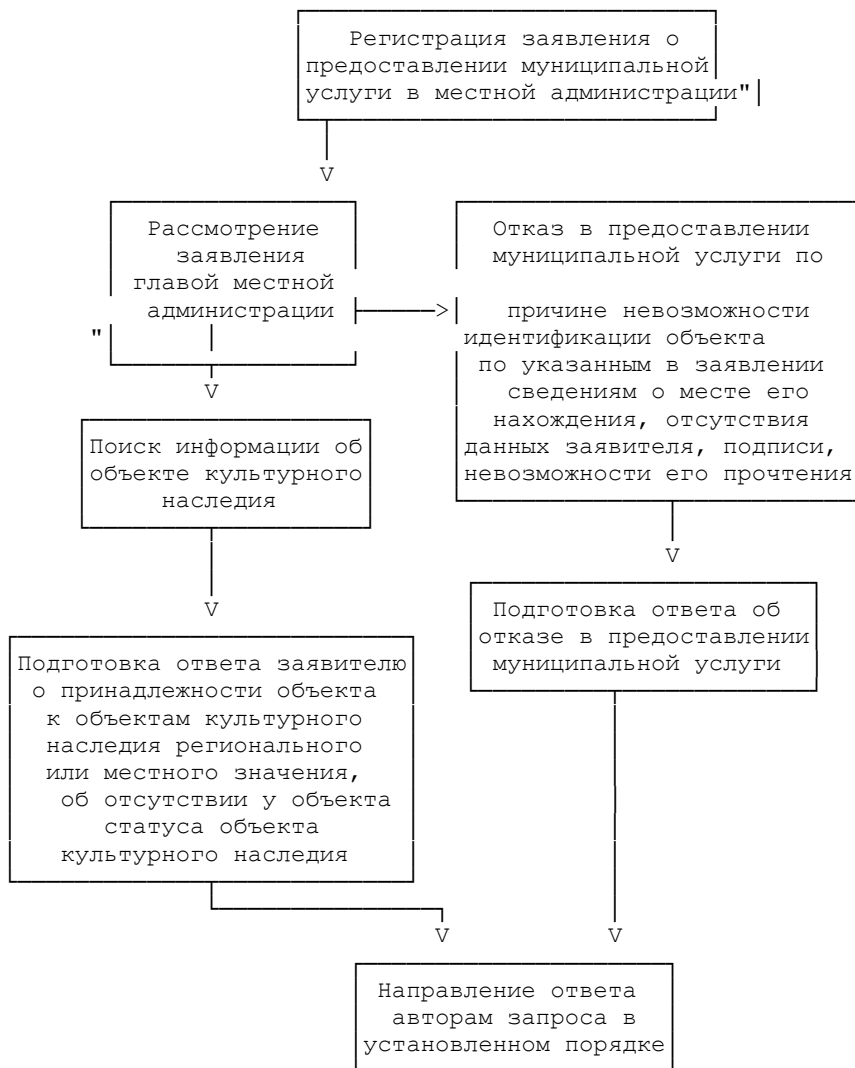 Регистрация заявления о
предоставлении муниципальной
услуги в местной администрации"
V
Рассмотрение
заявления
главой местной
администрации
"
V
Отказ в предоставлении
муниципальной услуги по
причине невозможности
идентификации объекта
по указанным в заявлении
сведениям о месте его
нахождения, отсутствия
данных заявителя, подписи,
невозможности его прочтения
V
Поиск информации об
объекте культурного
наследия
V
Подготовка ответа об
отказе в предоставлении
муниципальной услуги
Подготовка ответа заявителю
о принадлежности объекта
к объектам культурного
наследия регионального
или местного значения,
об отсутствии у объекта
статуса объекта
культурного наследия
V V
Направление ответа
авторам запроса в
установленном порядке